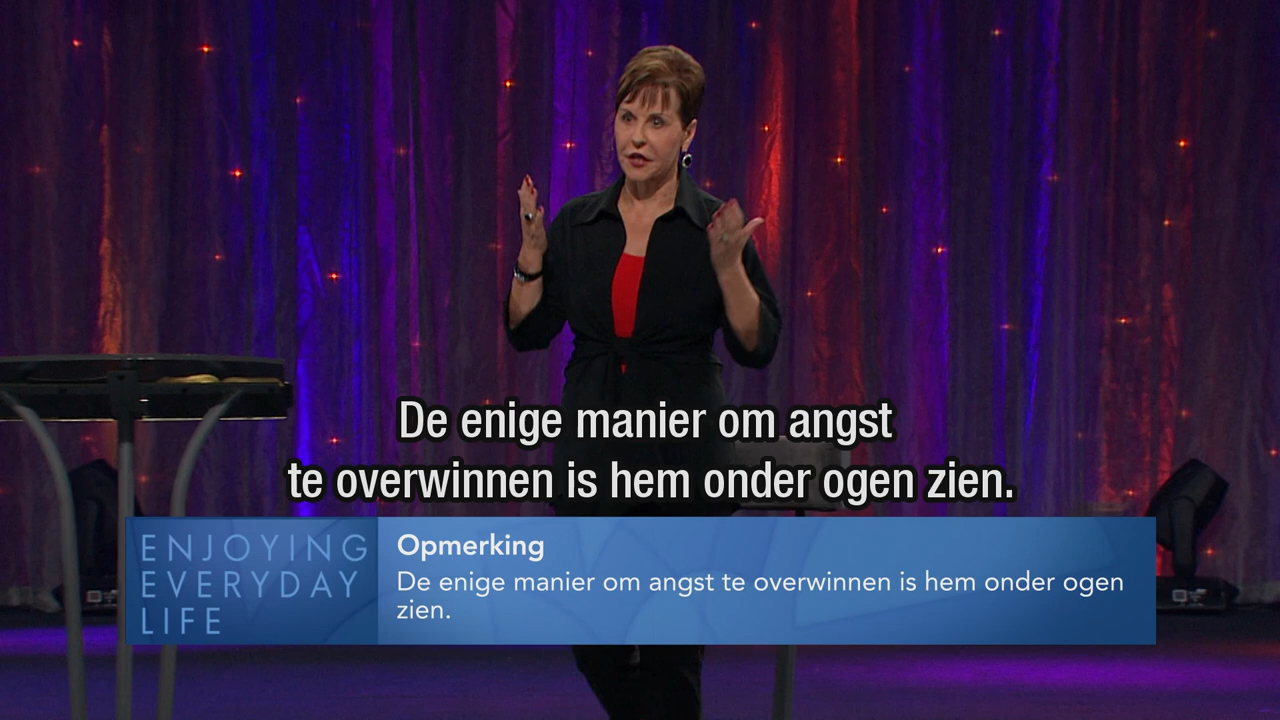 De enige manier om angst
te overwinnen is hem onder ogen zien.
ENJOYING
EVERYDAY
LIFE
Opmerking
De enige manier om angst te overwinnen is hem onder ogen
zien.